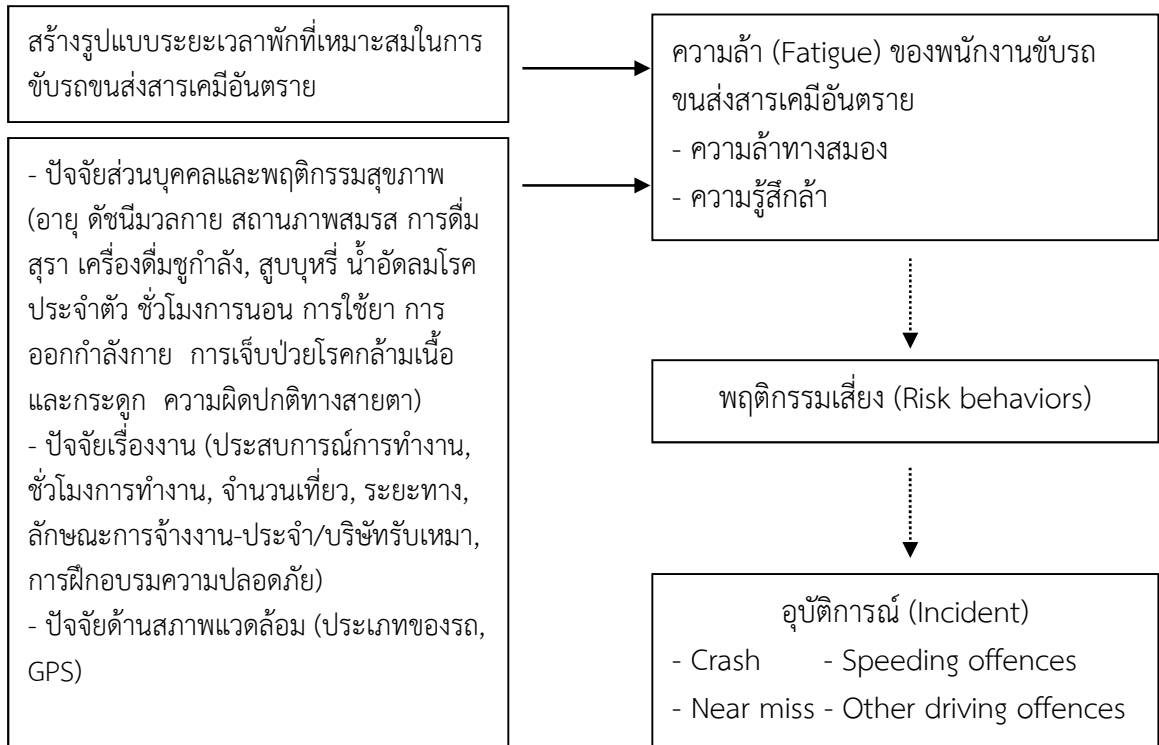 สร้างรูปแบบระยะเวลาพักที่เหมาะสมในการ
ขับรถขนส่งสารเคมีอันตราย
- ปัจจัยส่วนบุคคลและพฤติกรรมสุขภาพ
(อายุ ดัชนีมวลกาย สถานภาพสมรส การดื่ม
สุรา เครื่องดื่มชูกำลัง, สูบบุหรี่ น้ำอัดลมโรค
ประจำตัว ชั่วโมงการนอน การใช้ยา การ
ออกกำลังกาย การเจ็บป่วยโรคกล้ามเนื้อ
และกระดูก ความผิดปกติทางสายตา)
- ปัจจัยเรื่องงาน (ประสบการณ์การทำงาน,
ชั่วโมงการทำงาน, จำนวนเที่ยว, ระยะทาง,
ลักษณะการจ้างงาน-ประจำ/บริษัทรับเหมา,
การฝึกอบรมความปลอดภัย)
- ปัจจัยด้านสภาพแวดล้อม (ประเภทของรถ,
GPS)
ความล้า (Fatigue) ของพนักงานขับรถ
ขนส่งสารเคมีอันตราย
- ความล้าทางสมอง
- ความรู้สึกล้า
พฤติกรรมเสี่ยง (Risk behaviors)
อุบัติการณ์ (Incident)
- Crash - Speeding offences
- Near miss - Other driving offences